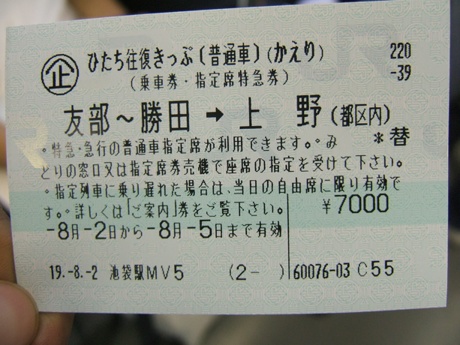 企 ひたち往復きっぷ(普通車)(かえり) 220
(乗車券・指定席特急券) -39
友部〜勝田 → 上 野 (都区内)
・特急・急行の普通車指定席が利用できます。み *替
どりの窓口又は指定席券売機で座席の指定を受けて下さい。
・指定列車に乗り遅れた場合は、当日の自由席に限り有効で
す。・詳しくは「ご案内」券をご覧下さい。 ¥7000
-8月-2日から-8月-5日まで有効
19.-8.-2 池袋駅MV5 (2-) 60076-03 C55